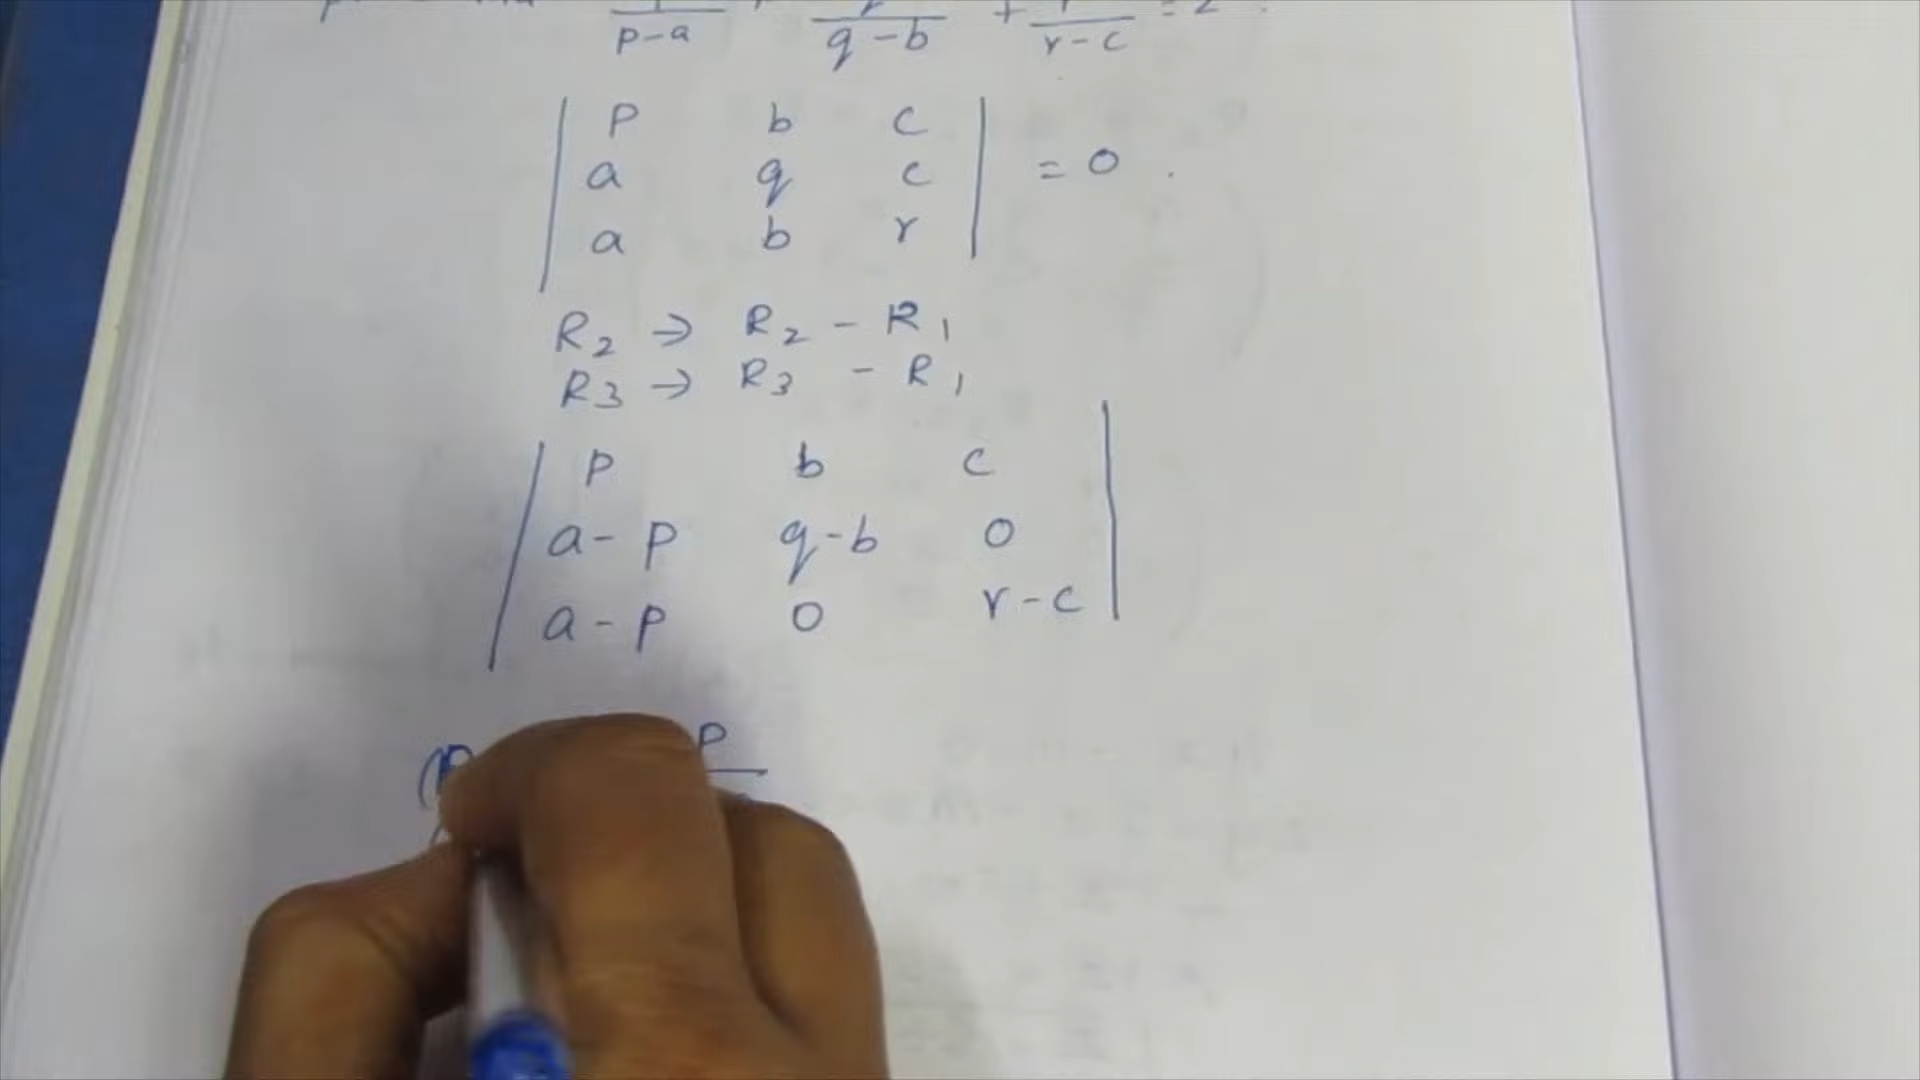 p-a q-b + r-c = 2
p b c
a q c = 0 .
a b r
R2 → R2 - R1
R3 → R3 - R1
p b c
a-p q-b 0
a-p 0 r-c
p